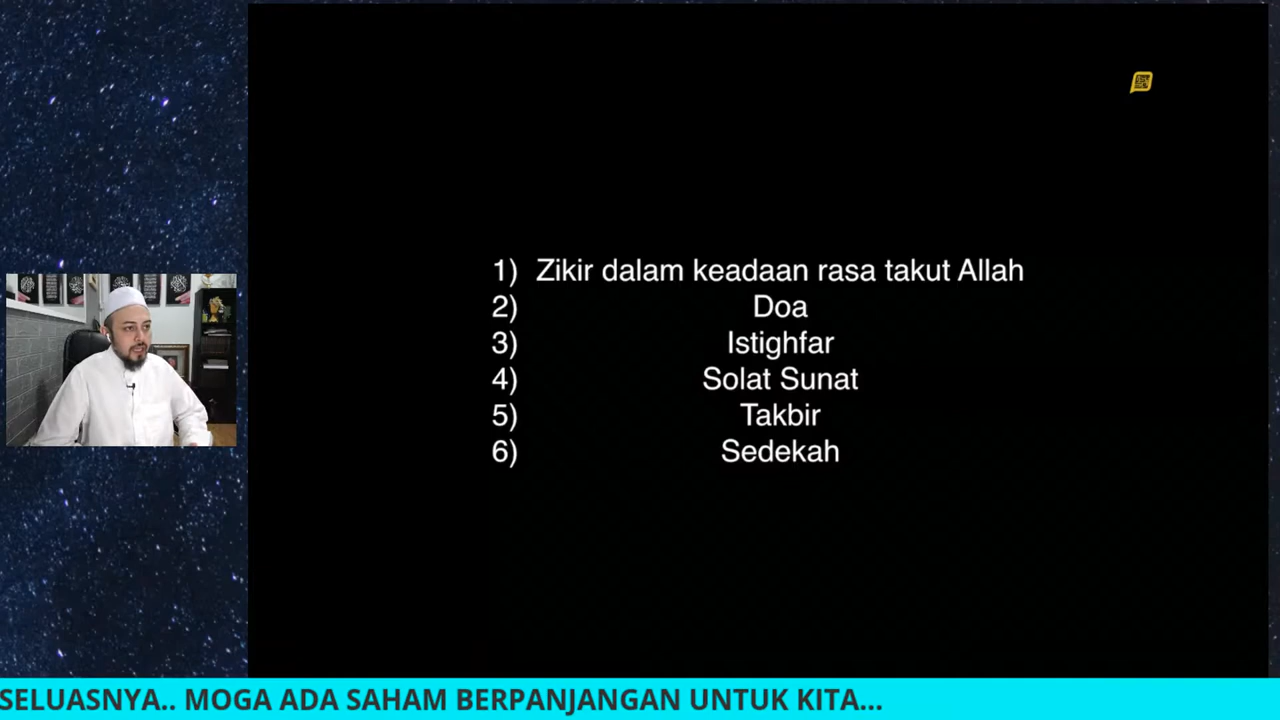 1) Zikir dalam keadaan rasa takut Allah
2) Doa
3) Istighfar
4) Solat Sunat
5) Takbir
6) Sedekah
SELUASNYA.. MOGA ADA SAHAM BERPANJANGAN UNTUK KITA...